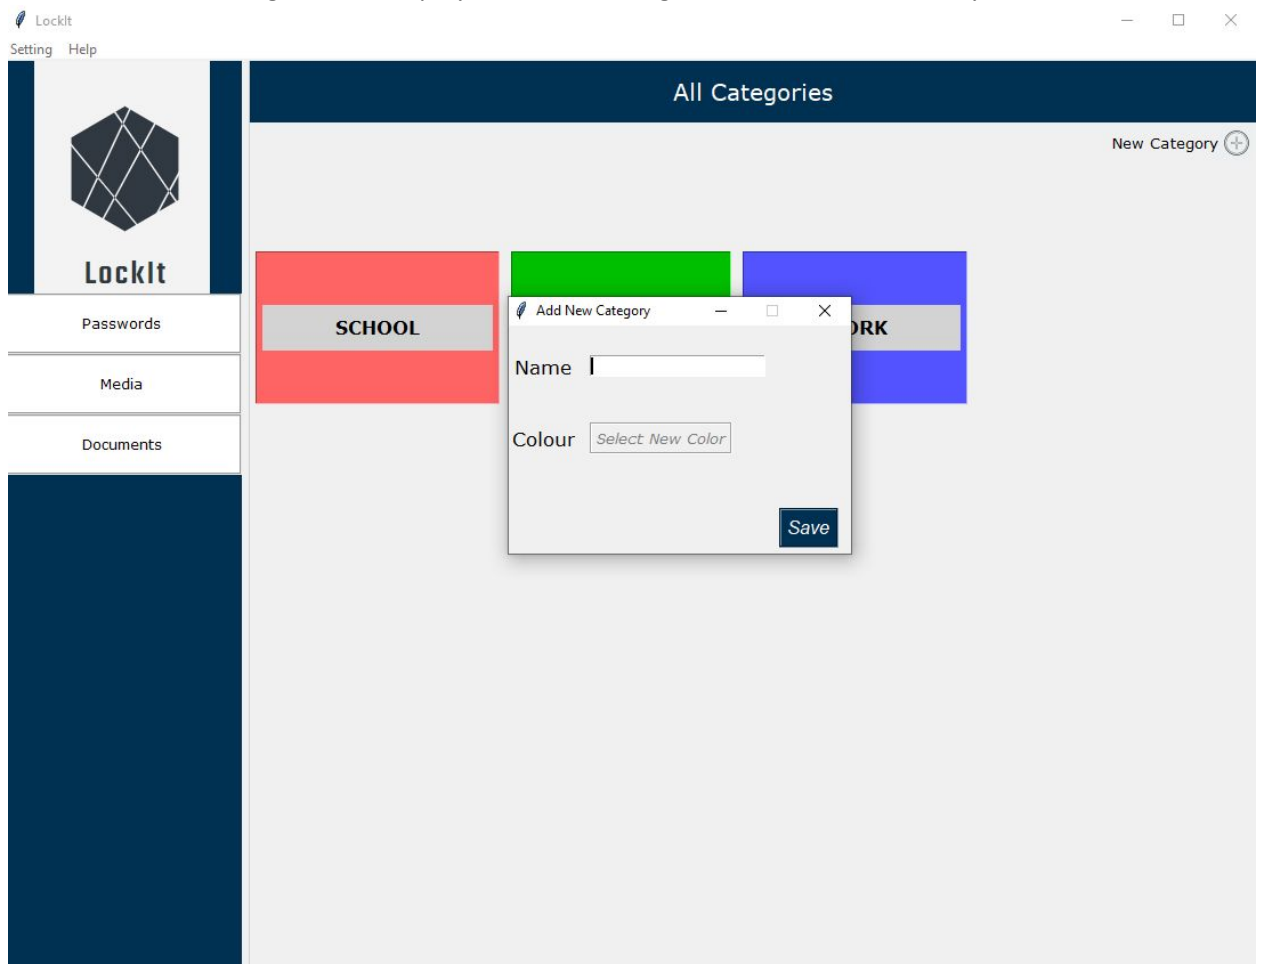 LockIt
Setting Help
All Categories
New Category
LockIt
Passwords
Media
Documents
SCHOOL
Add New Category
Name
Colour
Select New Color
Save